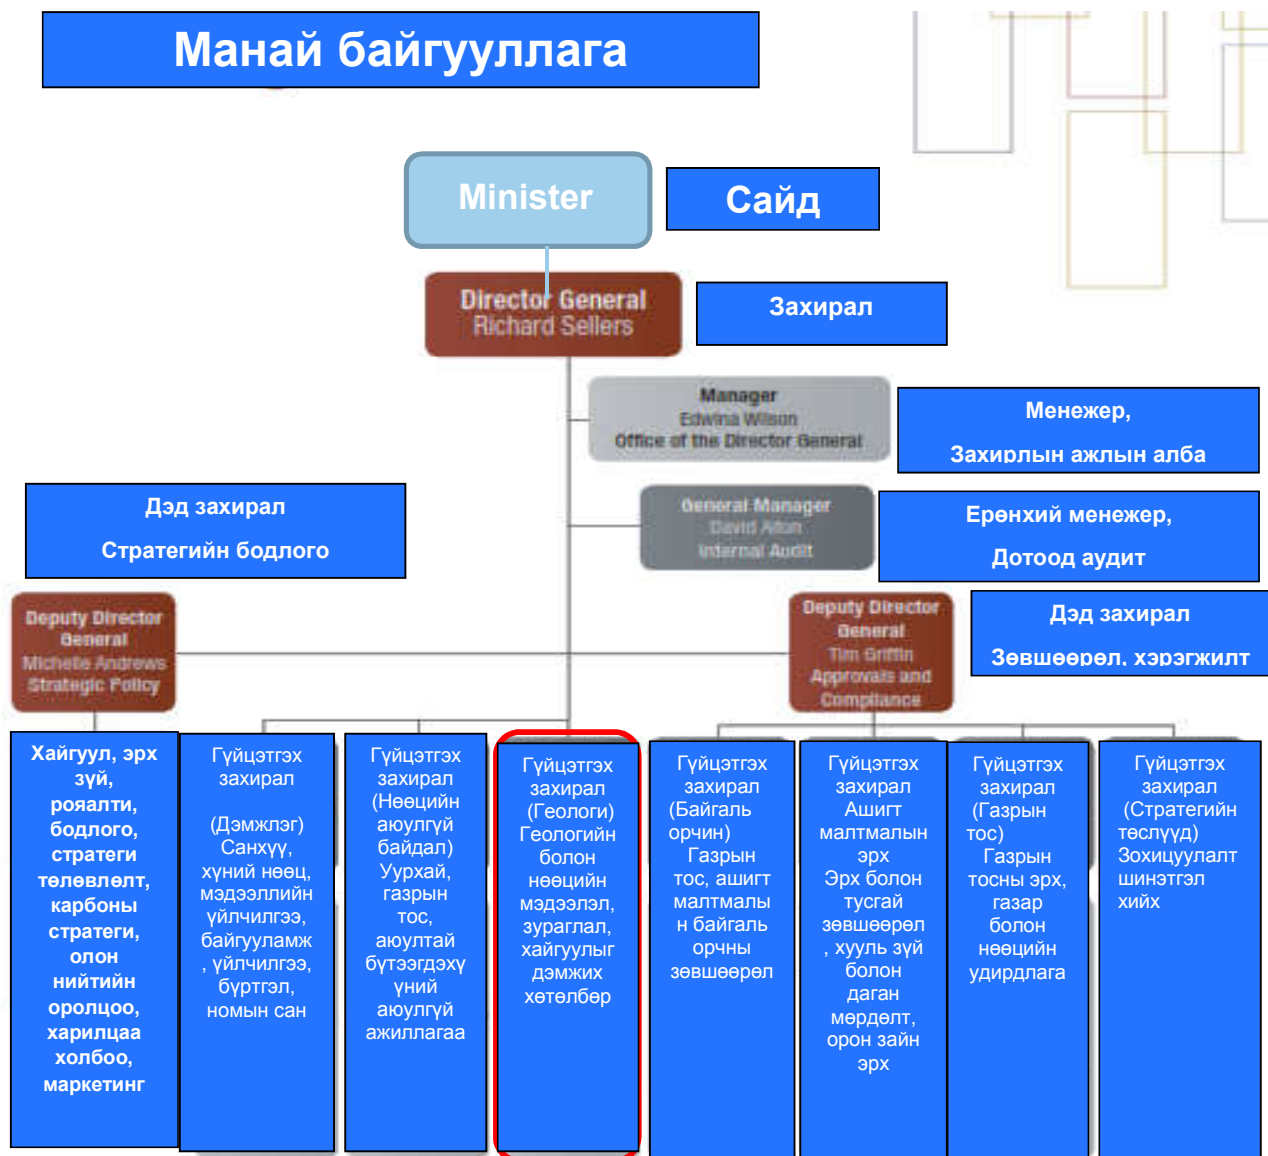 Манай байгууллага
Minister
Сайд
Director General
Richard Sellers
Захирал
Manager
Edwina Wilson
Office of the Director General
Менежер,
Захирлын ажлын алба
Дэд захирал
Стратегийн бодлого
General Manager
David Alton
Internal Audit
Ерөнхий менежер,
Дотоод аудит
Deputy Director
General
Michelle Andrews
Strategic Policy
Deputy Director
General
Tim Griffin
Approvals and
Compliance
Дэд захирал
Зөвшөөрөл, хэрэгжилт
Хайгуул, эрх
зүй,
рояалти,
бодлого,
стратеги
төлөвлөлт,
карбоны
стратеги,
олон
нийтийн
оролцоо,
харилцаа
холбоо,
маркетинг
Гүйцэтгэх
захирал
(Дэмжлэг)
Санхүү,
хүний нөөц,
мэдээллийн
үйлчилгээ,
байгууламж
, үйлчилгээ,
бүртгэл,
номын сан
Гүйцэтгэх
захирал
(Нөөцийн
аюулгүй
байдал)
Уурхай,
газрын
тос,
аюултай
бүтээгдэхү
үний
аюулгүй
ажиллагаа
Гүйцэтгэх
захирал
(Геологи)
Геологийн
болон
нөөцийн
мэдээлэл,
зураглал,
хайгуулыг
дэмжих
хөтөлбөр
Гүйцэтгэх
захирал
(Байгаль
орчин)
Газрын
тос, ашигт
малтмалы
н байгаль
орчны
зөвшөөрөл
Гүйцэтгэх
захирал
Ашигт
малтмалын
эрх
Эрх болон
тусгай
зөвшөөрөл
, хууль зүй
болон
даган
мөрдөлт,
орон зайн
эрх
Гүйцэтгэх
захирал
(Газрын
тос)
Газрын
тосны эрх,
газар
болон
нөөцийн
удирдлага
Гүйцэтгэх
захирал
(Стратегийн
төслүүд)
Зохицуулалт
шинэтгэл
хийх